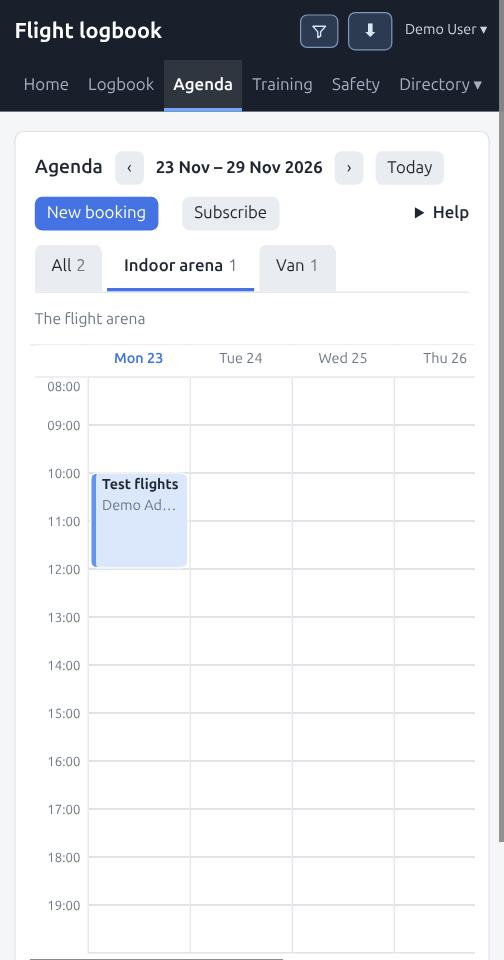 Flight logbook
Demo User ▾
Home Logbook Agenda Training Safety Directory ▾
Agenda ‹ 23 Nov – 29 Nov 2026 › Today
New booking Subscribe ▶ Help
All 2 Indoor arena 1 Van 1
The flight arena
Mon 23 Tue 24 Wed 25 Thu 26
08:00
09:00
10:00
Test flights
Demo Ad…
11:00
12:00
13:00
14:00
15:00
16:00
17:00
18:00
19:00